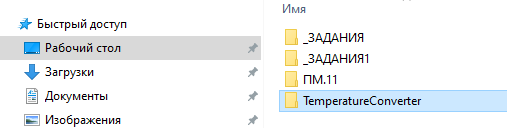 Быстрый доступ
Рабочий стол
Загрузки
Документы
Изображения
Имя
_ЗАДАНИЯ
_ЗАДАНИЯ1
ПМ.11
TemperatureConverter